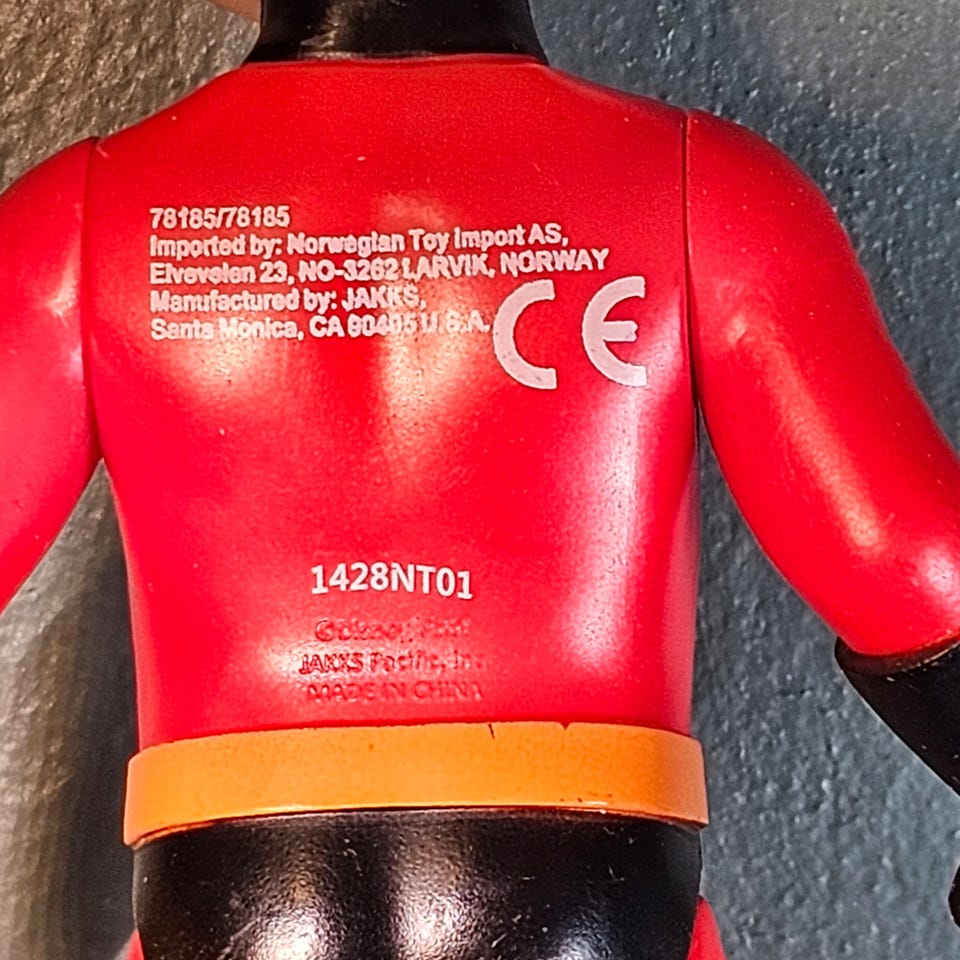 78185/78185
Imported by: Norwegian Toy Import AS,
Elveveien 23, NO-3262 LARVIK, NORWAY
Manufactured by: JAKKS,
Santa Monica, CA 90405 U.S.A.
CE
1428NT01
©Disney/Pixar
JAKKS Pacific, Inc.
MADE IN CHINA